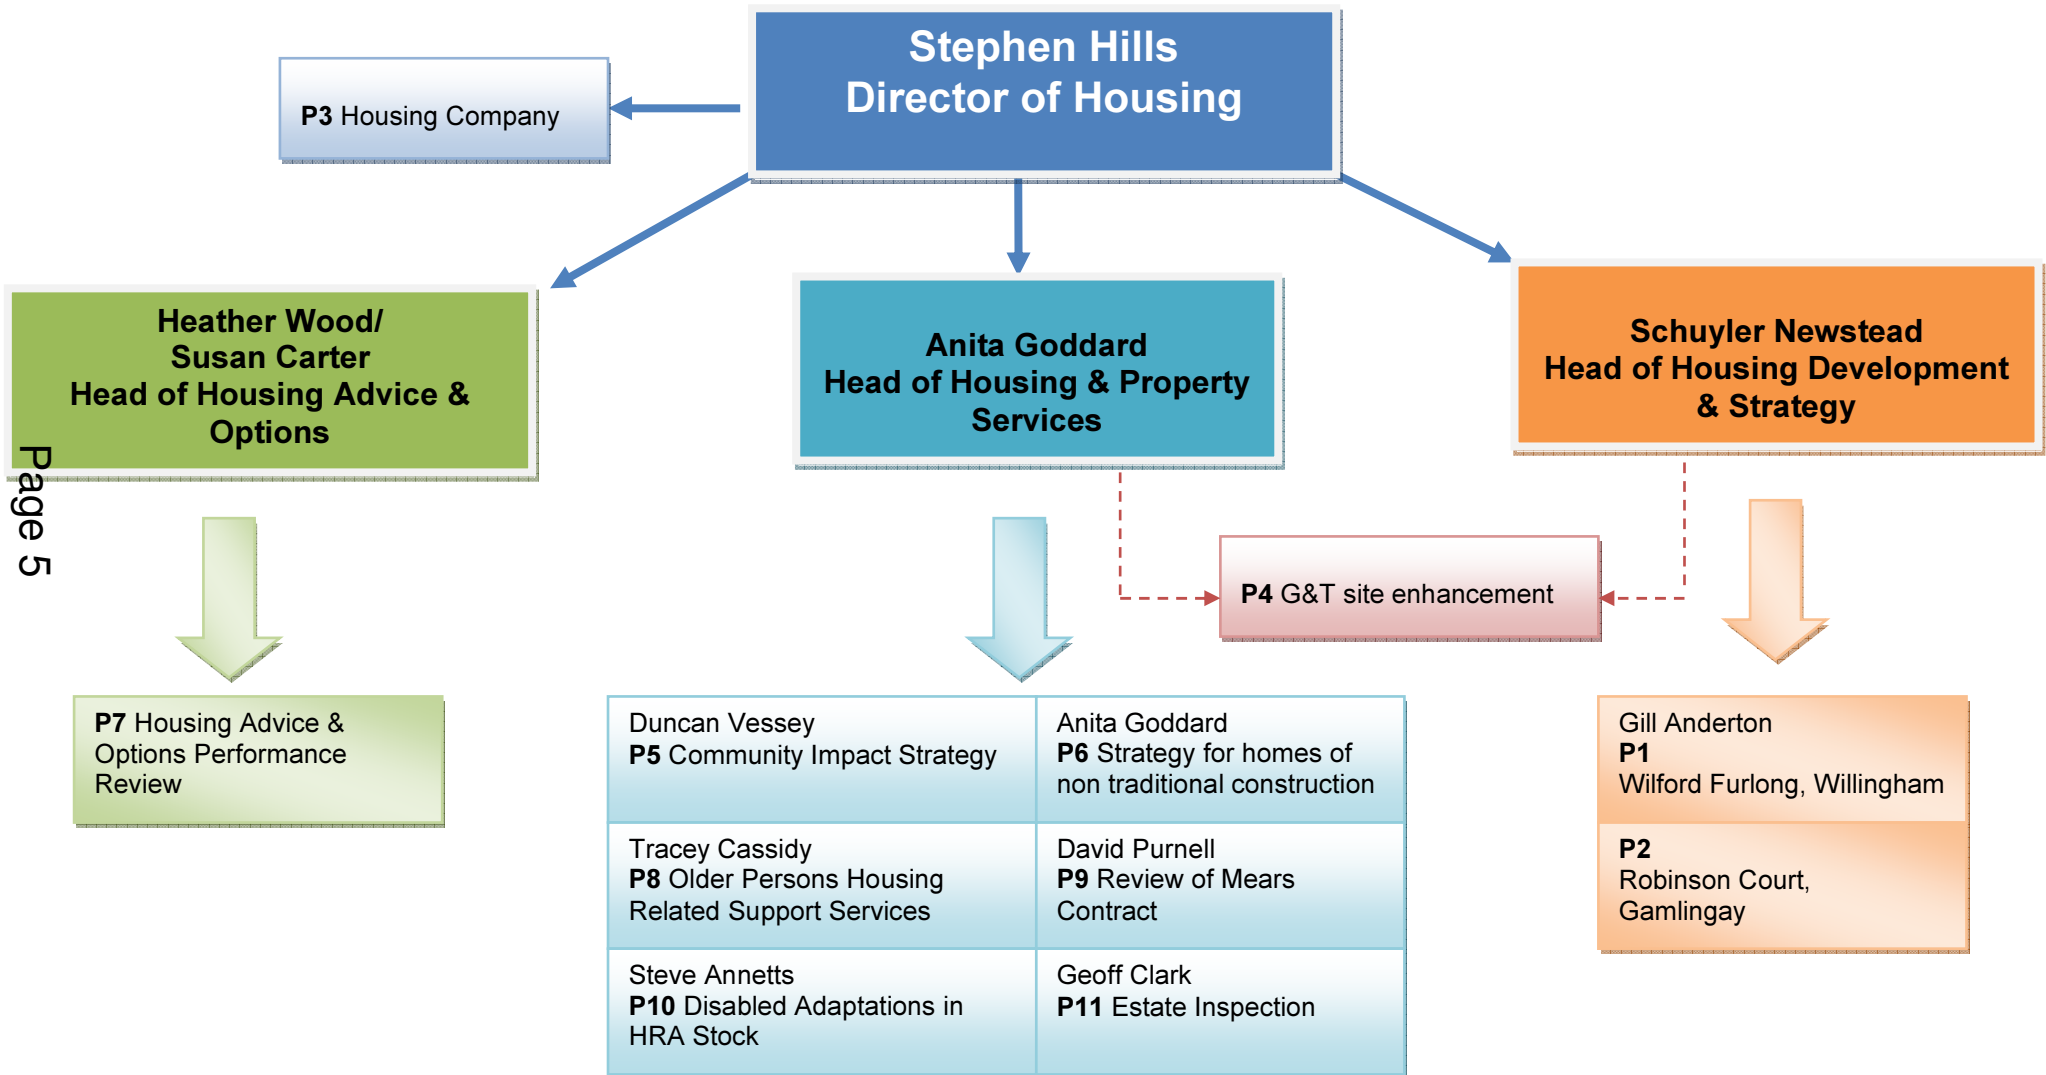 Stephen Hills
Director of Housing
P3 Housing Company
Heather Wood/
Susan Carter
Head of Housing Advice &
Options
Anita Goddard
Head of Housing & Property
Services
Schuyler Newstead
Head of Housing Development
& Strategy
Page 5
P4 G&T site enhancement
P7 Housing Advice &
Options Performance
Review
Duncan Vessey
P5 Community Impact Strategy
Anita Goddard
P6 Strategy for homes of
non traditional construction
Tracey Cassidy
P8 Older Persons Housing
Related Support Services
David Purnell
P9 Review of Mears
Contract
Steve Annetts
P10 Disabled Adaptations in
HRA Stock
Geoff Clark
P11 Estate Inspection
Gill Anderton
P1
Wilford Furlong, Willingham
P2
Robinson Court,
Gamlingay